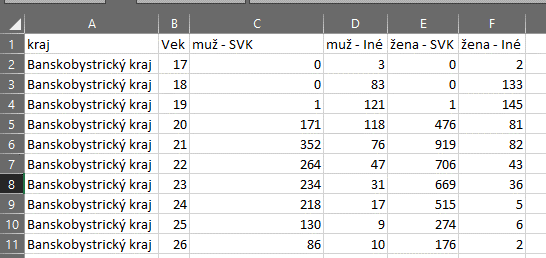 A B C D E F
1 kraj Vek muž - SVK muž - Iné žena - SVK žena - Iné
2 Banskobystrický kraj 17 0 3 0 2
3 Banskobystrický kraj 18 0 83 0 133
4 Banskobystrický kraj 19 1 121 1 145
5 Banskobystrický kraj 20 171 118 476 81
6 Banskobystrický kraj 21 352 76 919 82
7 Banskobystrický kraj 22 264 47 706 43
8 Banskobystrický kraj 23 234 31 669 36
9 Banskobystrický kraj 24 218 17 515 5
10 Banskobystrický kraj 25 130 9 274 6
11 Banskobystrický kraj 26 86 10 176 2